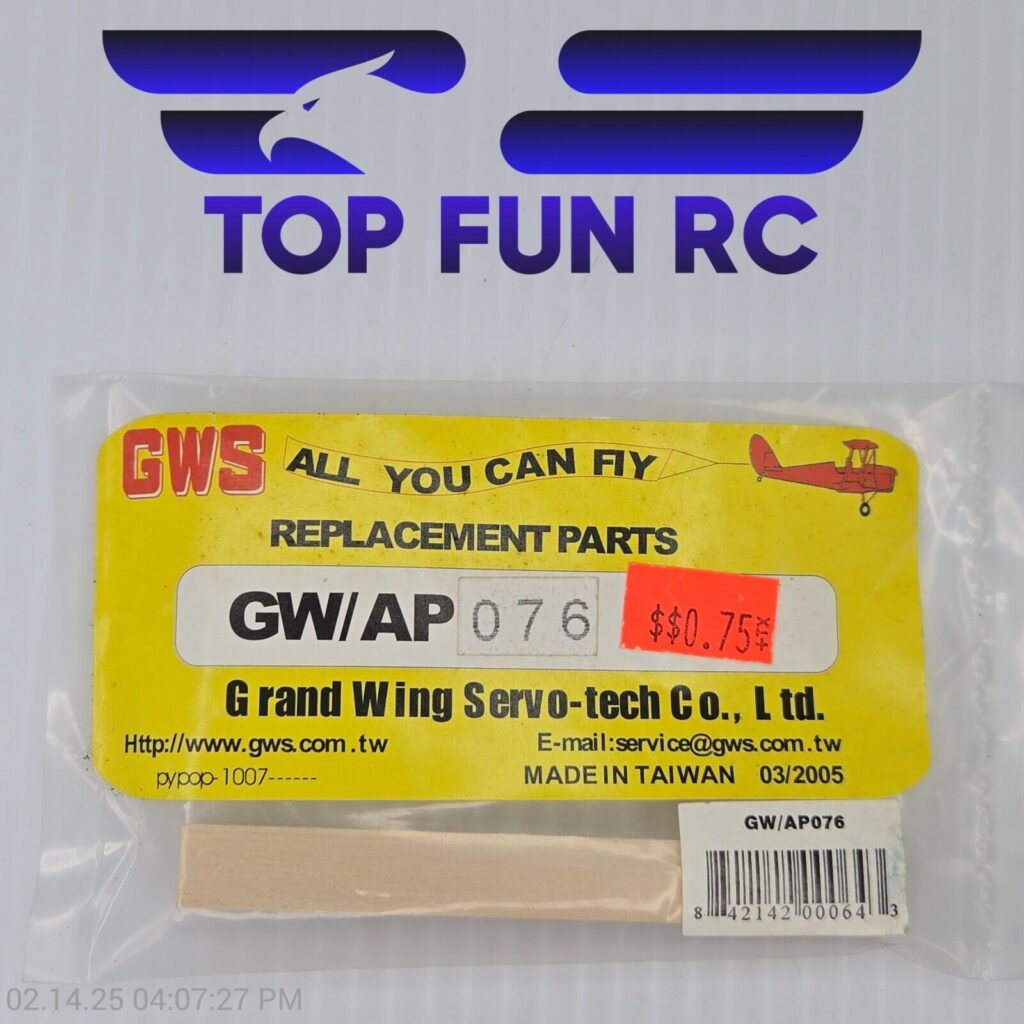 TOP FUN RC
GWS ALL YOU CAN FlY
REPLACEMENT PARTS
GW/AP 076
$$0.75+TX
Grand Wing Servo-tech Co., Ltd.
Http://www.gws.com.tw E-mail:service@gws.com.tw
pypop-1007------ MADE IN TAIWAN 03/2005
GW/AP076
8 42142 00064 3
02.14.25 04:07:27 PM